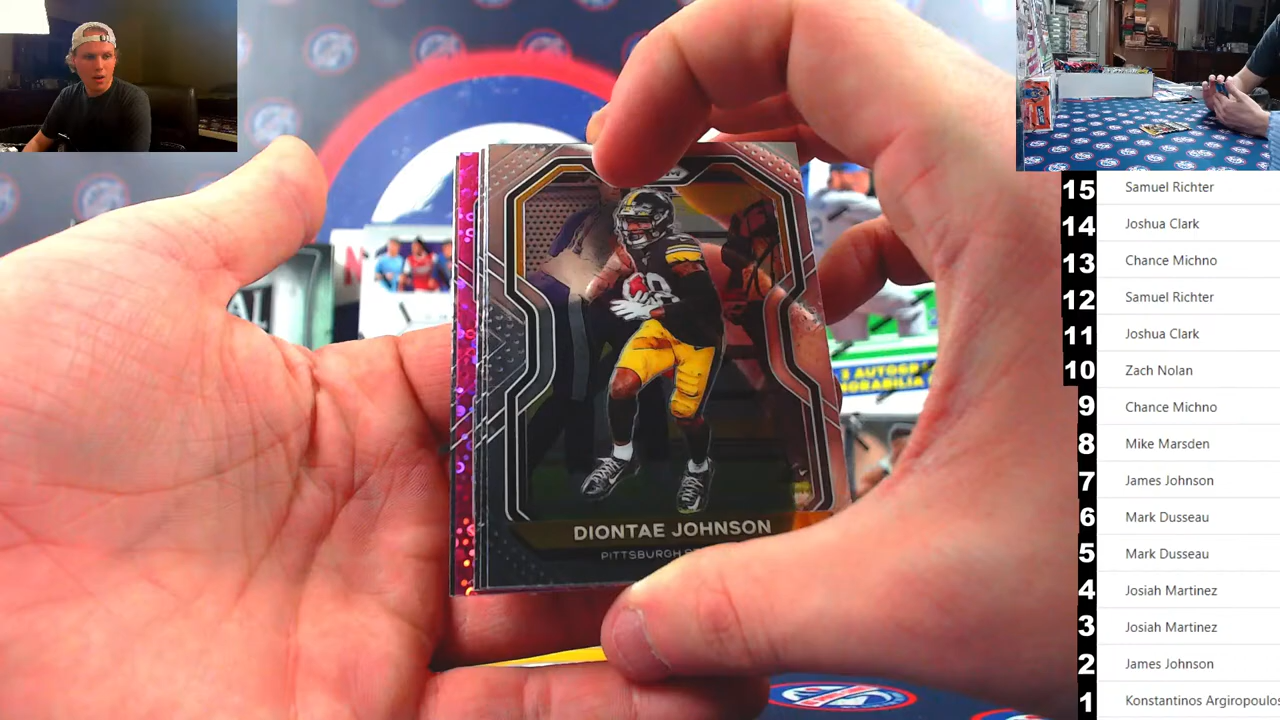 DIONTAE JOHNSON
PITTSBURGH
15 Samuel Richter
14 Joshua Clark
13 Chance Michno
12 Samuel Richter
11 Joshua Clark
10 Zach Nolan
9 Chance Michno
8 Mike Marsden
7 James Johnson
6 Mark Dusseau
5 Mark Dusseau
4 Josiah Martinez
3 Josiah Martinez
2 James Johnson
1 Konstantinos Argiropoulos